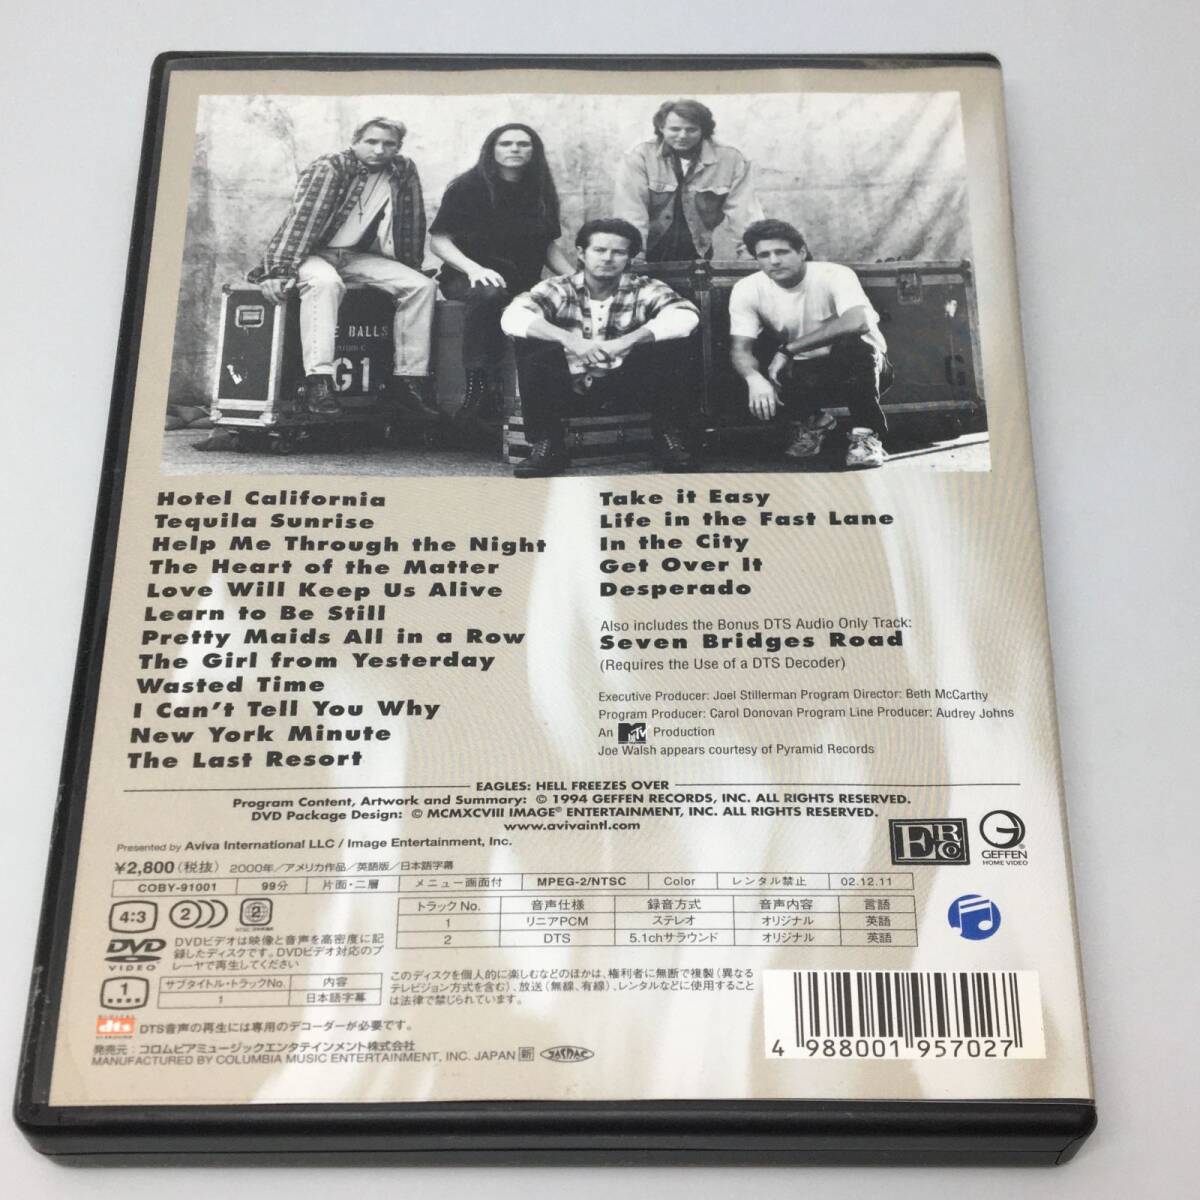 E BALLS
G1.
G
Hotel California
Tequila Sunrise
Help Me Through the Night
The Heart of the Matter
Love Will Keep Us Alive
Learn to Be Still
Pretty Maids All in a Row
The Girl from Yesterday
Wasted Time
I Can't Tell You Why
New York Minute
The Last Resort
Take it Easy
Life in the Fast Lane
In the City
Get Over It
Desperado
Also includes the Bonus DTS Audio Only Track:
Seven Bridges Road
(Requires the Use of a DTS Decoder)
Executive Producer: Joel Stillerman Program Director: Beth McCarthy
Program Producer: Carol Donovan Program Line Producer: Audrey Johns
An MTV Production
Joe Walsh appears courtesy of Pyramid Records
EAGLES: HELL FREEZES OVER
Program Content, Artwork and Summary: © 1994 GEFFEN RECORDS, INC. ALL RIGHTS RESERVED.
DVD Package Design: © MCMXCVIII IMAGE® ENTERTAINMENT, INC. ALL RIGHTS RESERVED.
www.avivaintl.com
Presented by Aviva International LLC / Image Entertainment, Inc.
ERCo
GEFFEN
HOME VIDEO
¥2,800(税抜) 2000年/アメリカ作品/英語版/日本語字幕
COBY-91001 99分 片面・二層 メニュー画面付 MPEG-2/NTSC Color レンタル禁止 02.12.11
4:3 2 2
トラックNo. 音声仕様 録音方式 音声内容 言語
1 リニアPCM ステレオ オリジナル 英語
2 DTS 5.1chサラウンド オリジナル 英語
DVD
VIDEO
DVDビデオは映像と音声を高密度に記
録したディスクです。DVDビデオ対応のプ
レーヤで再生してください
1
サブタイトル・トラックNo. 内容
1 日本語字幕
このディスクを個人的に楽しむなどのほかは、権利者に無断で複製(異なる
テレビジョン方式を含む)、放送(無線、有線)、レンタルなどに使用すること
は法律で禁じられています。
dts
DTS音声の再生には専用のデコーダーが必要です。
発売元:コロムビアミュージックエンタテインメント株式会社
MANUFACTURED BY COLUMBIA MUSIC ENTERTAINMENT, INC. JAPAN 新
4 988001 957027